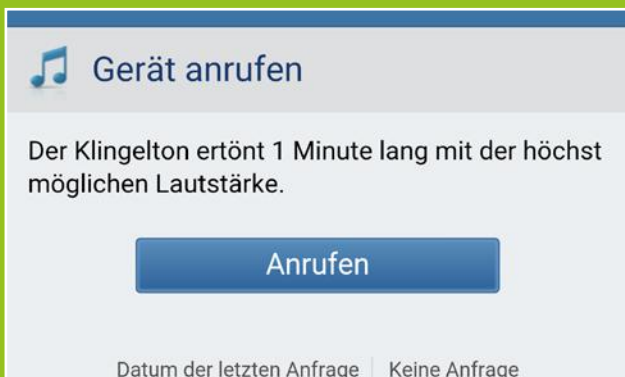 Gerät anrufen
Der Klingelton ertönt 1 Minute lang mit der höchst
möglichen Lautstärke.
Anrufen
Datum der letzten Anfrage Keine Anfrage